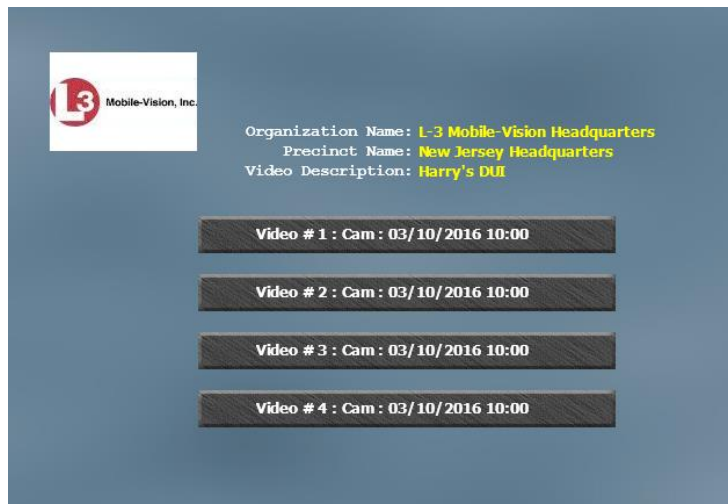 L3 Mobile-Vision, Inc.
Organization Name: L-3 Mobile-Vision Headquarters
Precinct Name: New Jersey Headquarters
Video Description: Harry's DUI
Video # 1 : Cam : 03/10/2016 10:00
Video # 2 : Cam : 03/10/2016 10:00
Video # 3 : Cam : 03/10/2016 10:00
Video # 4 : Cam : 03/10/2016 10:00